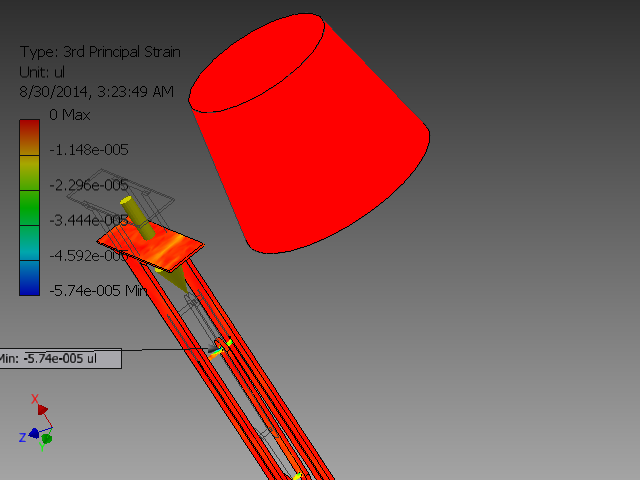 Type: 3rd Principal Strain
Unit: ul
8/30/2014, 3:23:49 AM
0 Max
-1.148e-005
-2.296e-005
-3.444e-005
-4.592e-005
-5.74e-005 Min
Min: -5.74e-005 ul
X
Z
Y